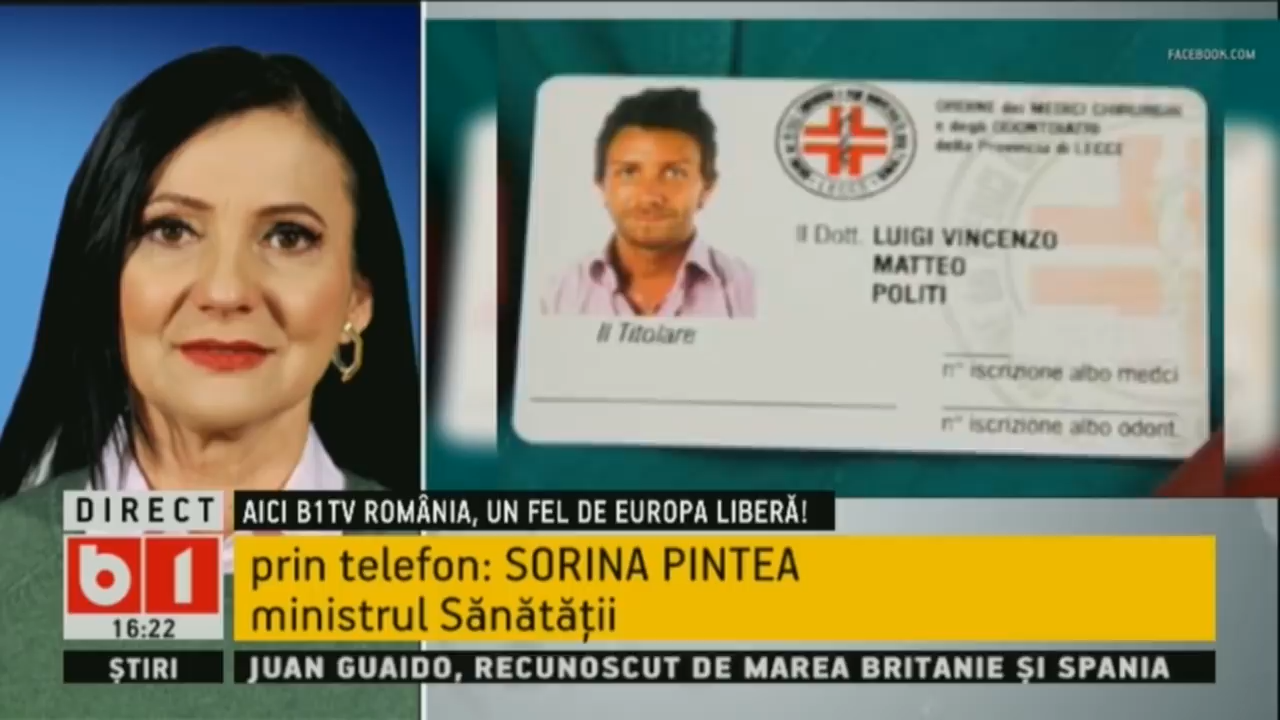 FACEBOOK.COM
ORDINE dei MEDICI CHIRURGHI
e degli ODONTOIATRI
della Provincia di LECCE
LECCE
Il Dott. LUIGI VINCENZO
MATTEO
POLITI
Il Titolare
n° iscrizione albo medci
n° iscrizione albo odont.
DIRECT
AICI B1TV ROMÂNIA, UN FEL DE EUROPA LIBERĂ!
b1
prin telefon: SORINA PINTEA
ministrul Sănătății
16:22
ȘTIRI
JUAN GUAIDO, RECUNOSCUT DE MAREA BRITANIE ȘI SPANIA